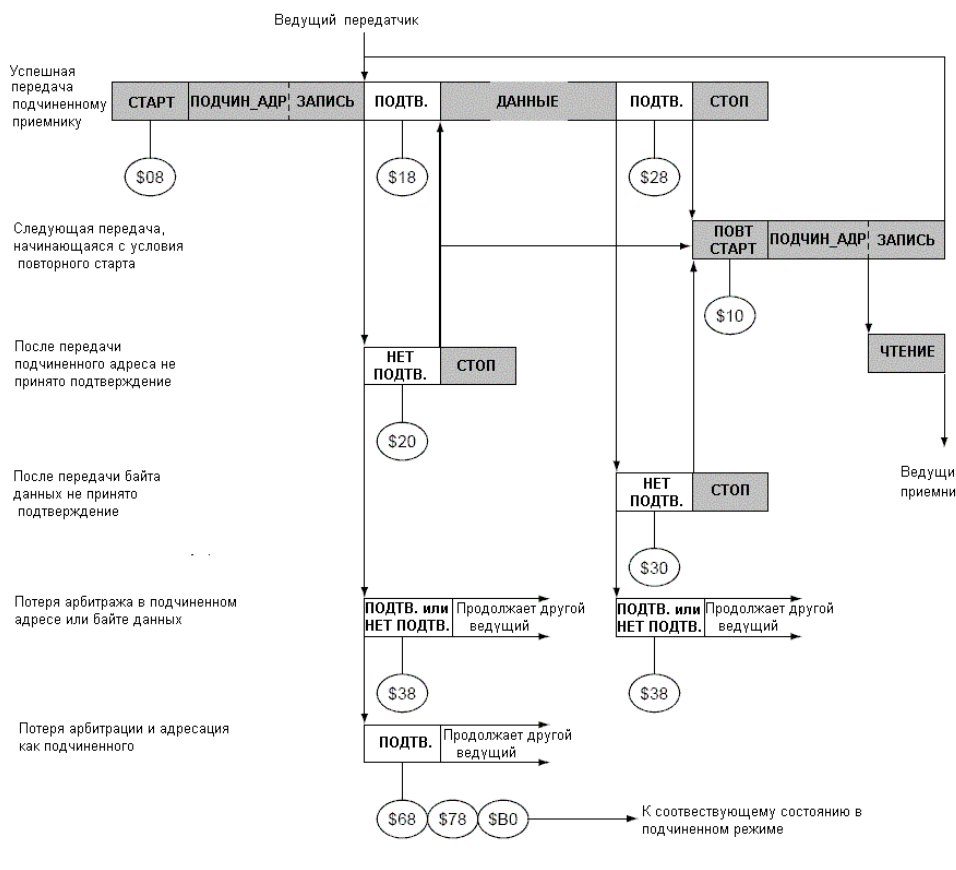 Ведущий передатчик
Успешная
передача
подчиненному
приемнику
СТАРТ ПОДЧИН_АДР ЗАПИСЬ ПОДТВ. ДАННЫЕ ПОДТВ. СТОП
$08 $18 $28
Следующая передача,
начинающаяся с условия
повторного старта
ПОВТ
СТАРТ ПОДЧИН_АДР ЗАПИСЬ
$10
После передачи
подчиненного адреса не
принято подтверждение
НЕТ
ПОДТВ. СТОП
ЧТЕНИЕ
$20
После передачи байта
данных не принято
подтверждение
НЕТ
ПОДТВ. СТОП
Ведущи
приемни
$30
Потеря арбитража в подчиненном
адресе или байте данных
ПОДТВ. или
НЕТ ПОДТВ.
Продолжает другой
ведущий
ПОДТВ. или
НЕТ ПОДТВ.
Продолжает другой
ведущий
$38 $38
Потеря арбитрации и адресация
как подчиненного
ПОДТВ.
Продолжает другой
ведущий
$68 $78 $B0
К соотвествующему состоянию в
подчиненном режиме